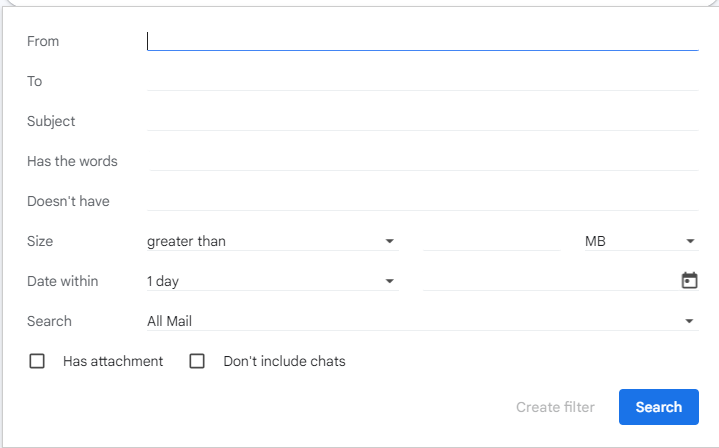 From
To
Subject
Has the words
Doesn't have
Size greater than MB
Date within 1 day
Search All Mail
Has attachment Don't include chats
Create filter Search